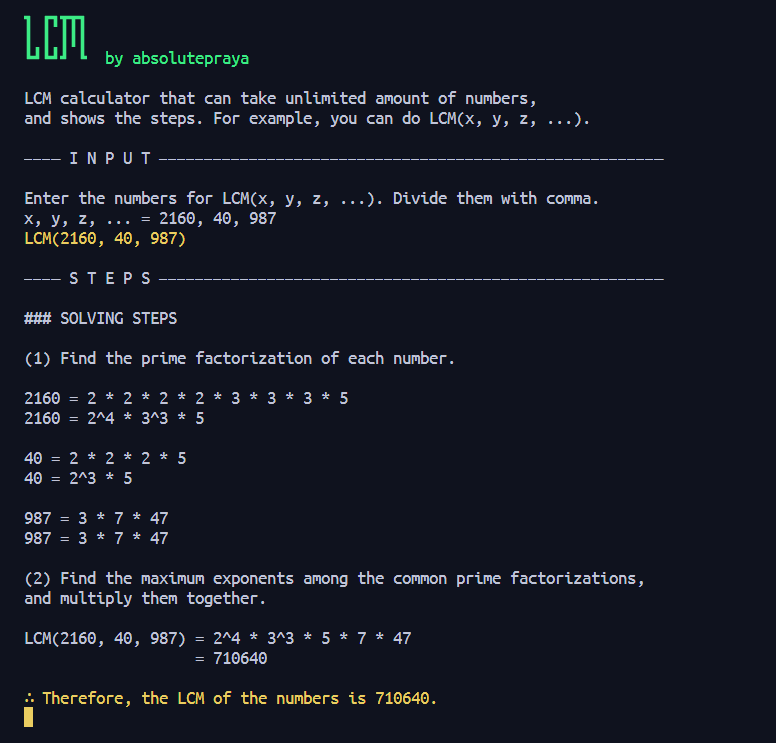 LCM
by absolutepraya
LCM calculator that can take unlimited amount of numbers,
and shows the steps. For example, you can do LCM(x, y, z, ...).
———— I N P U T ————————————————————————————————————————————————————————
Enter the numbers for LCM(x, y, z, ...). Divide them with comma.
x, y, z, ... = 2160, 40, 987
LCM(2160, 40, 987)
———— S T E P S ————————————————————————————————————————————————————————
### SOLVING STEPS
(1) Find the prime factorization of each number.
2160 = 2 * 2 * 2 * 2 * 3 * 3 * 3 * 5
2160 = 2^4 * 3^3 * 5
40 = 2 * 2 * 2 * 5
40 = 2^3 * 5
987 = 3 * 7 * 47
987 = 3 * 7 * 47
(2) Find the maximum exponents among the common prime factorizations,
and multiply them together.
LCM(2160, 40, 987) = 2^4 * 3^3 * 5 * 7 * 47
= 710640
∴ Therefore, the LCM of the numbers is 710640.